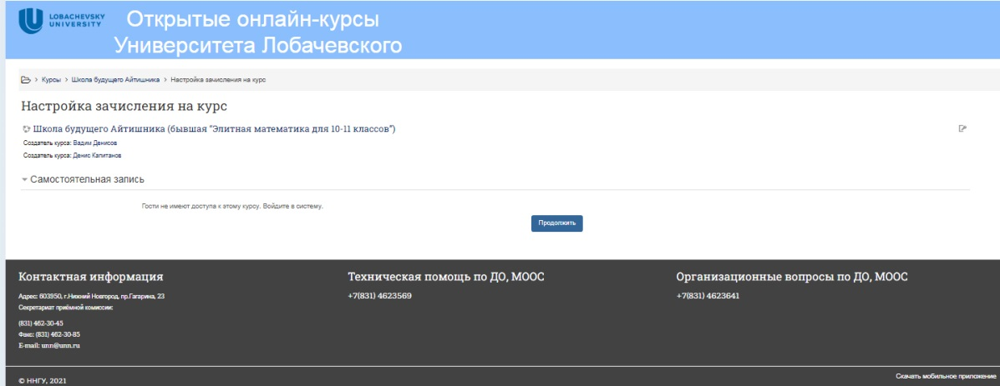 LOBACHEVSKY
UNIVERSITY
Открытые онлайн-курсы
Университета Лобачевского
> Курсы > Школа будущего Айтишника > Настройка зачисления на курс
Настройка зачисления на курс
Школа будущего Айтишника (бывшая "Элитная математика для 10-11 классов")
Создатель курса: Вадим Денисов
Создатель курса: Денис Капитанов
Самостоятельная запись
Гости не имеют доступа к этому курсу. Войдите в систему.
Продолжить
Контактная информация
Адрес: 603950, г.Нижний Новгород, пр.Гагарина, 23
Секретариат приёмной комиссии:
(831) 462-30-45
Факс: (831) 462-30-85
E-mail: unn@unn.ru
Техническая помощь по ДО, МООС
+7(831) 4623569
Организационные вопросы по ДО, МООС
+7(831) 4623641
© ННГУ, 2021
Скачать мобильное приложение